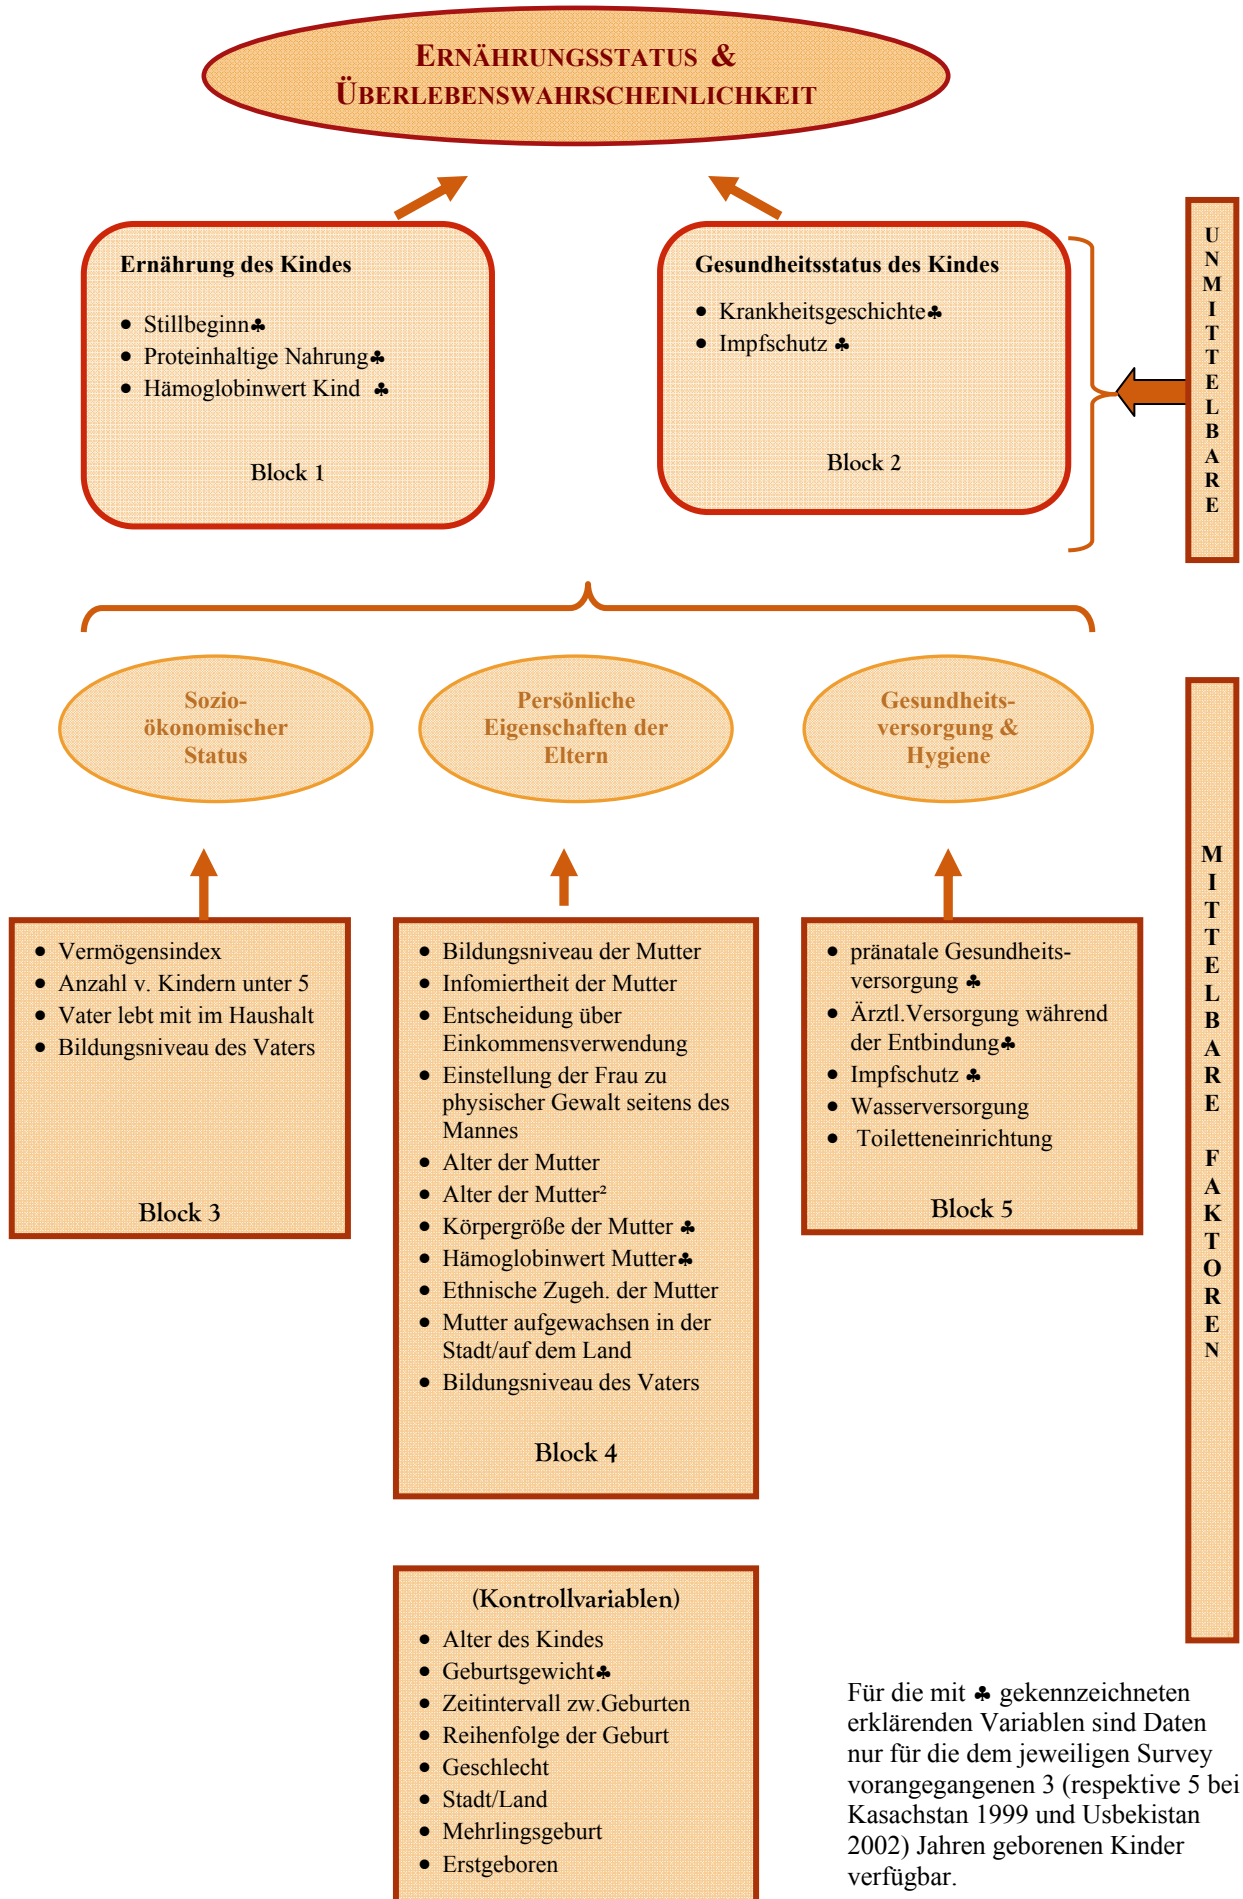 ERNÄHRUNGSSTATUS &
ÜBERLEBENSWAHRSCHEINLICHKEIT
Ernährung des Kindes
• Stillbeginn♣
• Proteinhaltige Nahrung♣
• Hämoglobinwert Kind ♣
Block 1
Gesundheitsstatus des Kindes
• Krankheitsgeschichte♣
• Impfschutz ♣
Block 2
UNMITTELBARE
Sozio-
ökonomischer
Status
Persönliche
Eigenschaften der
Eltern
Gesundheits-
versorgung &
Hygiene
• Vermögensindex
• Anzahl v. Kindern unter 5
• Vater lebt mit im Haushalt
• Bildungsniveau des Vaters
Block 3
• Bildungsniveau der Mutter
• Infomiertheit der Mutter
• Entscheidung über
Einkommensverwendung
• Einstellung der Frau zu
physischer Gewalt seitens des
Mannes
• Alter der Mutter
• Alter der Mutter²
• Körpergröße der Mutter ♣
• Hämoglobinwert Mutter♣
• Ethnische Zugeh. der Mutter
• Mutter aufgewachsen in der
Stadt/auf dem Land
• Bildungsniveau des Vaters
Block 4
• pränatale Gesundheits-
versorgung ♣
• Ärztl.Versorgung während
der Entbindung♣
• Impfschutz ♣
• Wasserversorgung
• Toiletteneinrichtung
Block 5
MITTELBARE FAKTOREN
(Kontrollvariablen)
• Alter des Kindes
• Geburtsgewicht♣
• Zeitintervall zw.Geburten
• Reihenfolge der Geburt
• Geschlecht
• Stadt/Land
• Mehrlingsgeburt
• Erstgeboren
Für die mit ♣ gekennzeichneten
erklärenden Variablen sind Daten
nur für die dem jeweiligen Survey
vorangegangenen 3 (respektive 5 bei
Kasachstan 1999 und Usbekistan
2002) Jahren geborenen Kinder
verfügbar.